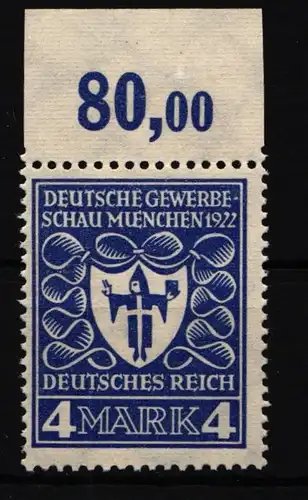 80,00
DEUTSCHE GEWERBE-
SCHAU MUENCHEN 1922
DEUTSCHES REICH
4 MARK 4